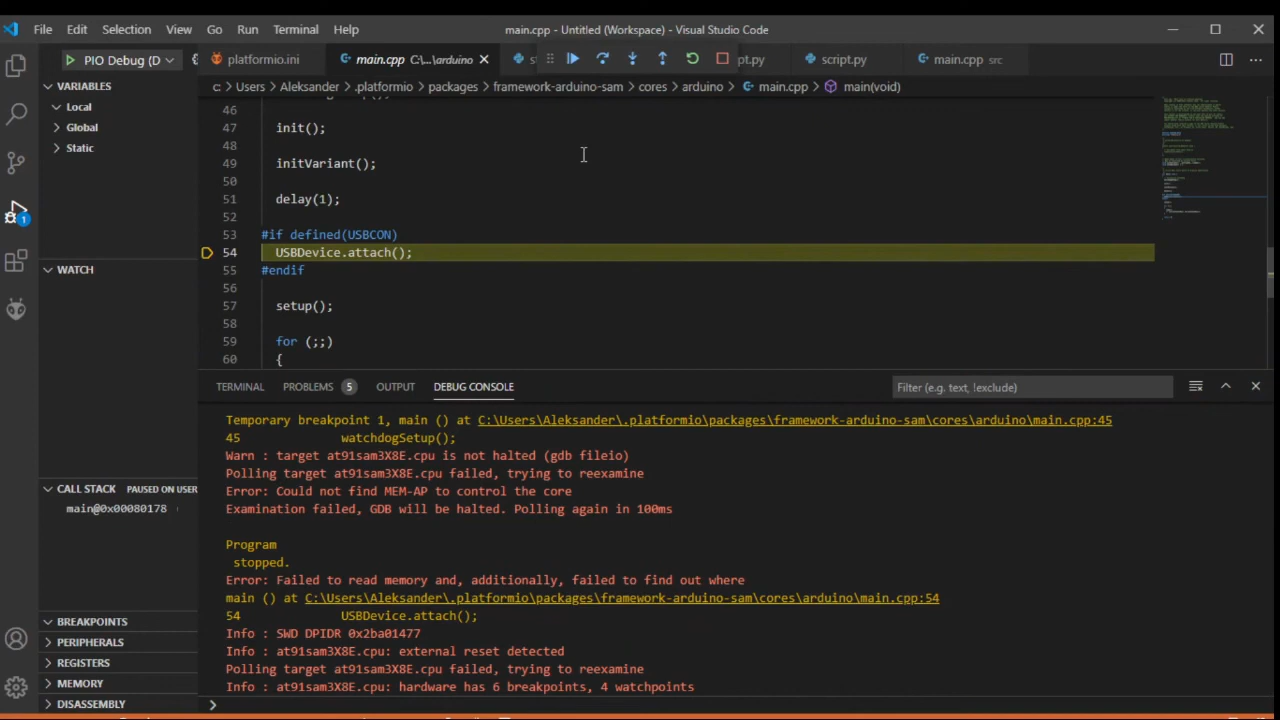 File Edit Selection View Go Run Terminal Help main.cpp - Untitled (Workspace) - Visual Studio Code
PIO Debug (D platformio.ini main.cpp C:\...\arduino pt.py script.py main.cpp src
VARIABLES
Local
Global
Static
1
WATCH
CALL STACK PAUSED ON USER
main@0x00080178
BREAKPOINTS
PERIPHERALS
REGISTERS
MEMORY
DISASSEMBLY
C: > Users > Aleksander > .platformio > packages > framework-arduino-sam > cores > arduino > main.cpp > main(void)
46
47 init();
48
49 initVariant();
50
51 delay(1);
52
53 #if defined(USBCON)
54 USBDevice.attach();
55 #endif
56
57 setup();
58
59 for (;;)
60 {
TERMINAL PROBLEMS 5 OUTPUT DEBUG CONSOLE Filter (e.g. text, !exclude)
Temporary breakpoint 1, main () at C:\Users\Aleksander\.platformio\packages\framework-arduino-sam\cores\arduino\main.cpp:45
45 watchdogSetup();
Warn : target at91sam3X8E.cpu is not halted (gdb fileio)
Polling target at91sam3X8E.cpu failed, trying to reexamine
Error: Could not find MEM-AP to control the core
Examination failed, GDB will be halted. Polling again in 100ms
Program
stopped.
Error: Failed to read memory and, additionally, failed to find out where
main () at C:\Users\Aleksander\.platformio\packages\framework-arduino-sam\cores\arduino\main.cpp:54
54 USBDevice.attach();
Info : SWD DPIDR 0x2ba01477
Info : at91sam3X8E.cpu: external reset detected
Polling target at91sam3X8E.cpu failed, trying to reexamine
Info : at91sam3X8E.cpu: hardware has 6 breakpoints, 4 watchpoints